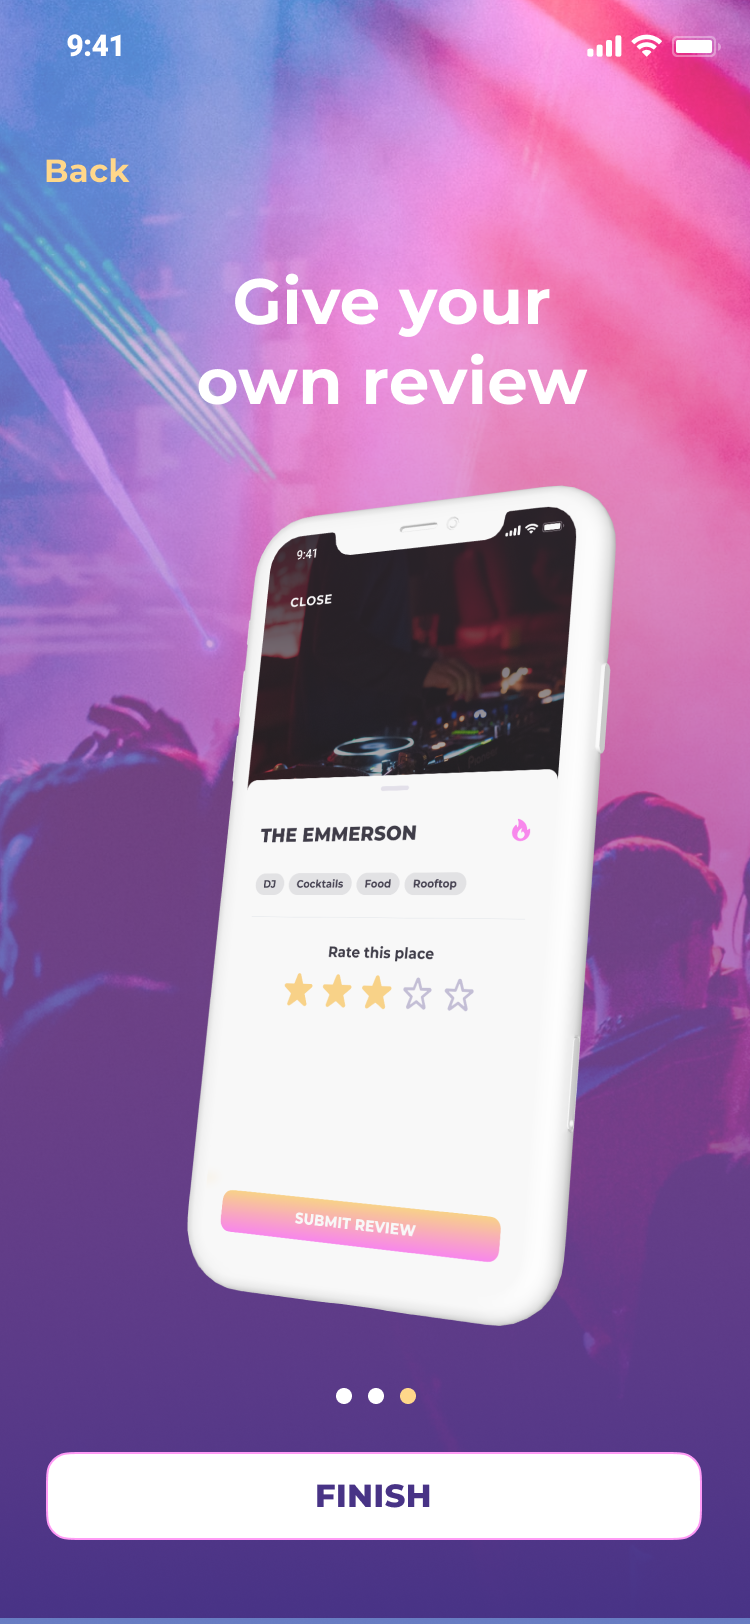 9:41
Back
Give your
own review
9:41
CLOSE
THE EMMERSON
DJ Cocktails Food Rooftop
Rate this place
SUBMIT REVIEW
FINISH